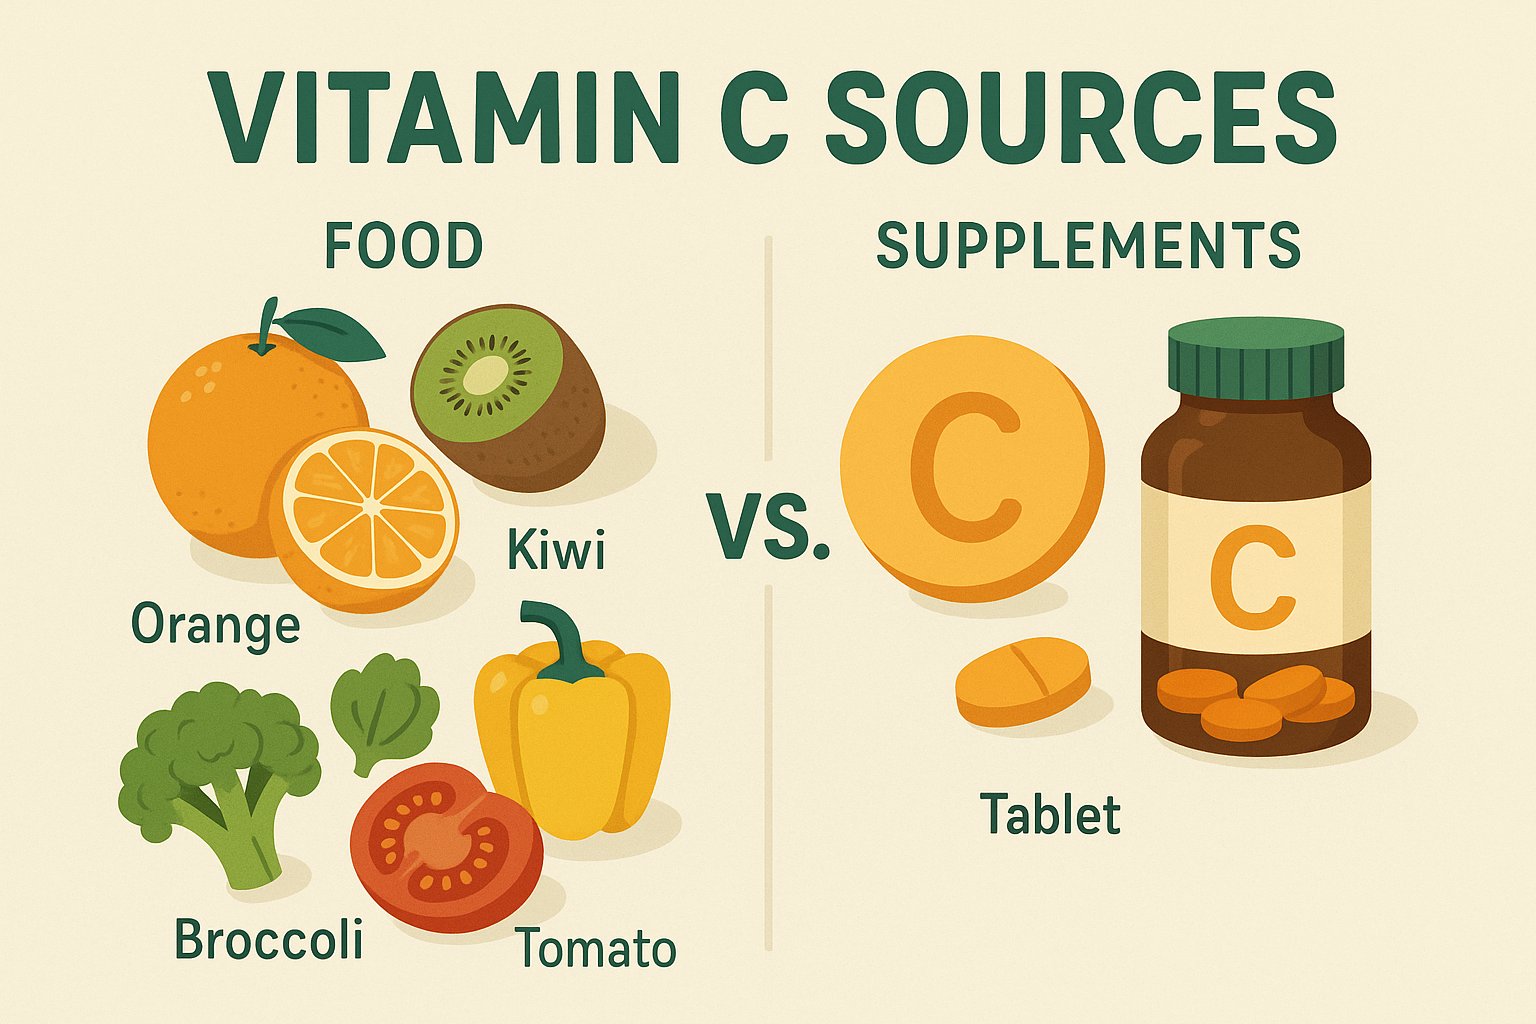 VITAMIN C SOURCES
FOOD
Orange
Kiwi
Broccoli
Tomato
VS.
SUPPLEMENTS
C
C
Tablet